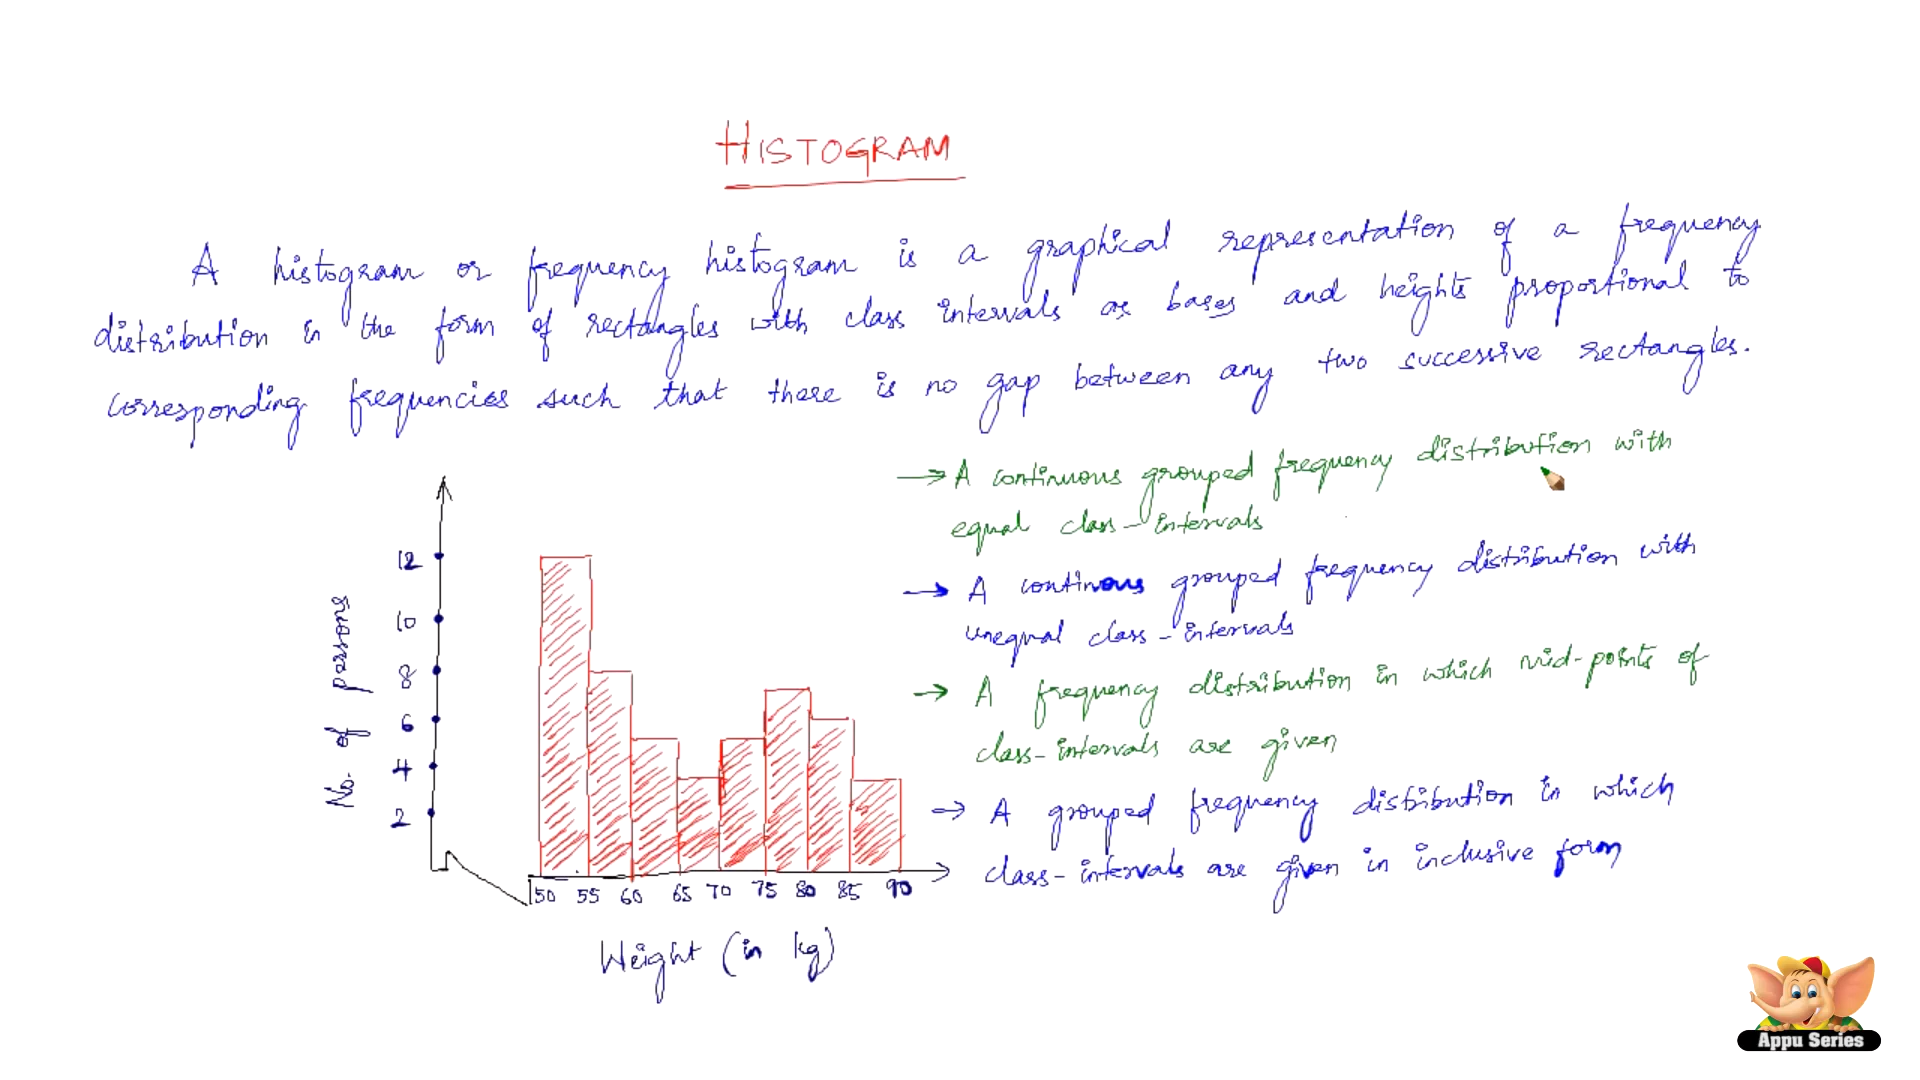 HISTOGRAM
A histogram or frequency histogram is a graphical representation of a frequency
distribution in the form of rectangles with class intervals as bases and heights proportional to
corresponding frequencies such that there is no gap between any two successive rectangles.
→ A continuous grouped frequency distribution with
equal class-intervals
→ A continous grouped frequency distribution with
unequal class-intervals
→ A frequency distribution in which mid-points of
class-intervals are given
→ A grouped frequency distribution in which
class-intervals are given in inclusive form
No. of persons
12
10
8
6
4
2
50 55 60 65 70 75 80 85 90
Weight (in kg)
Appu Series